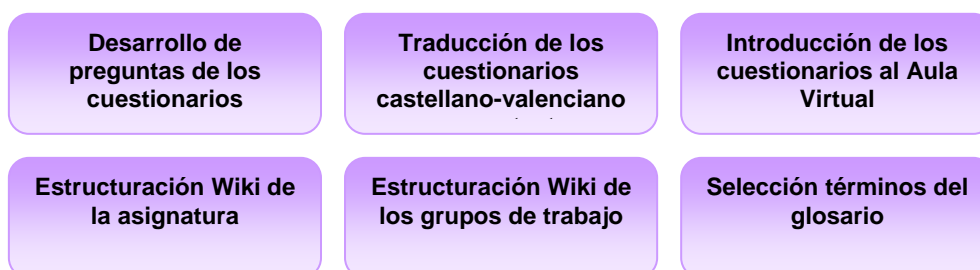 Desarrollo de
preguntas de los
cuestionarios
Traducción de los
cuestionarios
castellano-valenciano
Introducción de los
cuestionarios al Aula
Virtual
Estructuración Wiki de
la asignatura
Estructuración Wiki de
los grupos de trabajo
Selección términos del
glosario